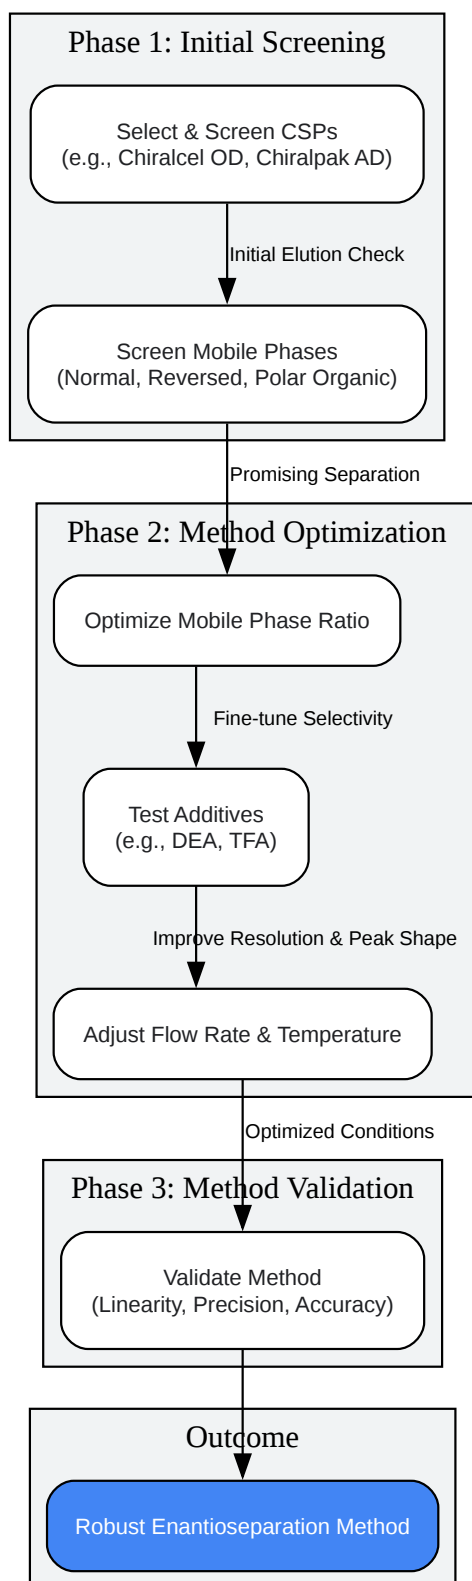 Phase 1: Initial Screening
Select & Screen CSPs
(e.g., Chiralcel OD, Chiralpak AD)
Initial Elution Check
Screen Mobile Phases
(Normal, Reversed, Polar Organic)
Promising Separation
Phase 2: Method Optimization
Optimize Mobile Phase Ratio
Fine-tune Selectivity
Test Additives
(e.g., DEA, TFA)
Improve Resolution & Peak Shape
Adjust Flow Rate & Temperature
Optimized Conditions
Phase 3: Method Validation
Validate Method
(Linearity, Precision, Accuracy)
Outcome
Robust Enantioseparation Method